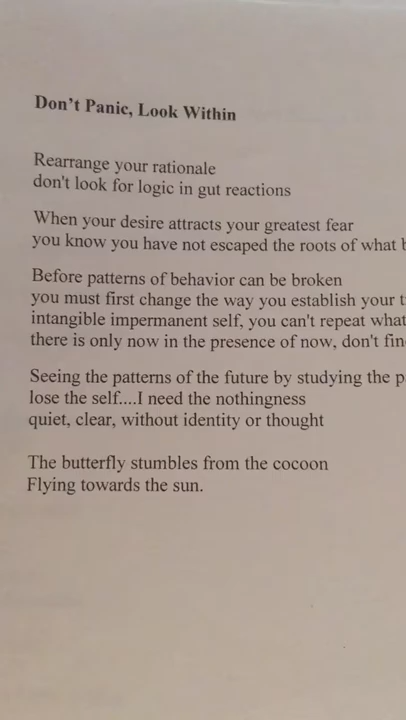 Don't Panic, Look Within
Rearrange your rationale
don't look for logic in gut reactions
When your desire attracts your greatest fear
you know you have not escaped the roots of what
Before patterns of behavior can be broken
you must first change the way you establish your
intangible impermanent self, you can't repeat what
there is only now in the presence of now, don't
Seeing the patterns of the future by studying the
lose the self....I need the nothingness
quiet, clear, without identity or thought
The butterfly stumbles from the cocoon
Flying towards the sun.